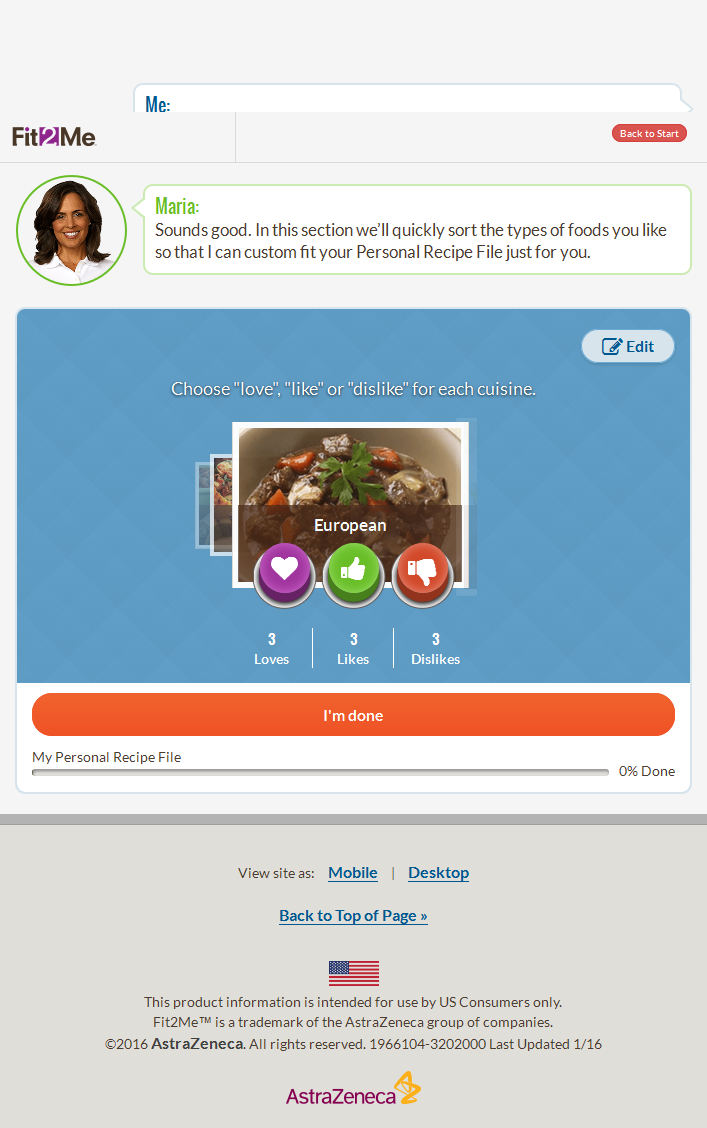 Me:
Fit2Me
Back to Start
Maria:
Sounds good. In this section we'll quickly sort the types of foods you like
so that I can custom fit your Personal Recipe File just for you.
Edit
Choose "love", "like" or "dislike" for each cuisine.
European
3
Loves
3
Likes
3
Dislikes
I'm done
My Personal Recipe File
0% Done
View site as: Mobile | Desktop
Back to Top of Page »
This product information is intended for use by US Consumers only.
Fit2Me™ is a trademark of the AstraZeneca group of companies.
©2016 AstraZeneca. All rights reserved. 1966104-3202000 Last Updated 1/16
AstraZeneca